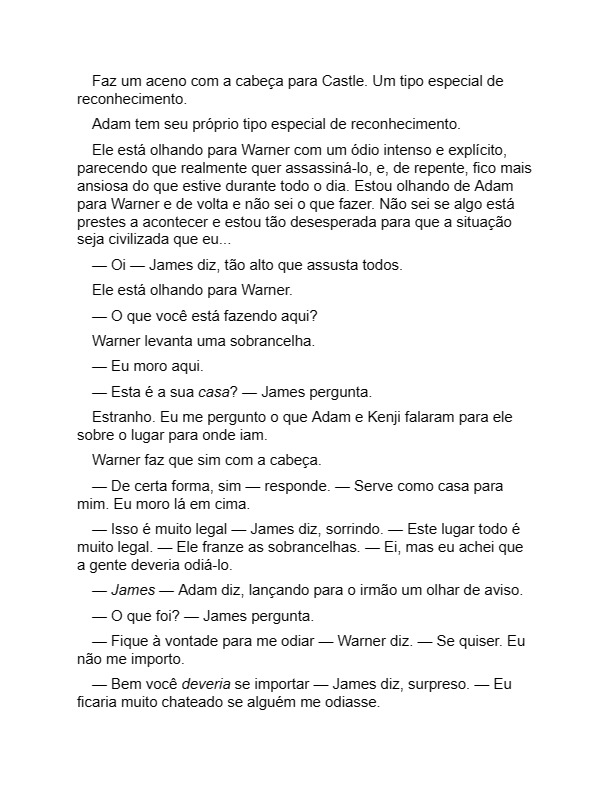 Faz um aceno com a cabeça para Castle. Um tipo especial de
reconhecimento.
Adam tem seu próprio tipo especial de reconhecimento.
Ele está olhando para Warner com um ódio intenso e explícito,
parecendo que realmente quer assassiná-lo, e, de repente, fico mais
ansiosa do que estive durante todo o dia. Estou olhando de Adam
para Warner e de volta e não sei o que fazer. Não sei se algo está
prestes a acontecer e estou tão desesperada para que a situação
seja civilizada que eu...
— Oi — James diz, tão alto que assusta todos.
Ele está olhando para Warner.
— O que você está fazendo aqui?
Warner levanta uma sobrancelha.
— Eu moro aqui.
— Esta é a sua casa? — James pergunta.
Estranho. Eu me pergunto o que Adam e Kenji falaram para ele
sobre o lugar para onde iam.
Warner faz que sim com a cabeça.
— De certa forma, sim — responde. — Serve como casa para
mim. Eu moro lá em cima.
— Isso é muito legal — James diz, sorrindo. — Este lugar todo é
muito legal. — Ele franze as sobrancelhas. — Ei, mas eu achei que
a gente deveria odiá-lo.
— James — Adam diz, lançando para o irmão um olhar de aviso.
— O que foi? — James pergunta.
— Fique à vontade para me odiar — Warner diz. — Se quiser. Eu
não me importo.
— Bem você deveria se importar — James diz, surpreso. — Eu
ficaria muito chateado se alguém me odiasse.